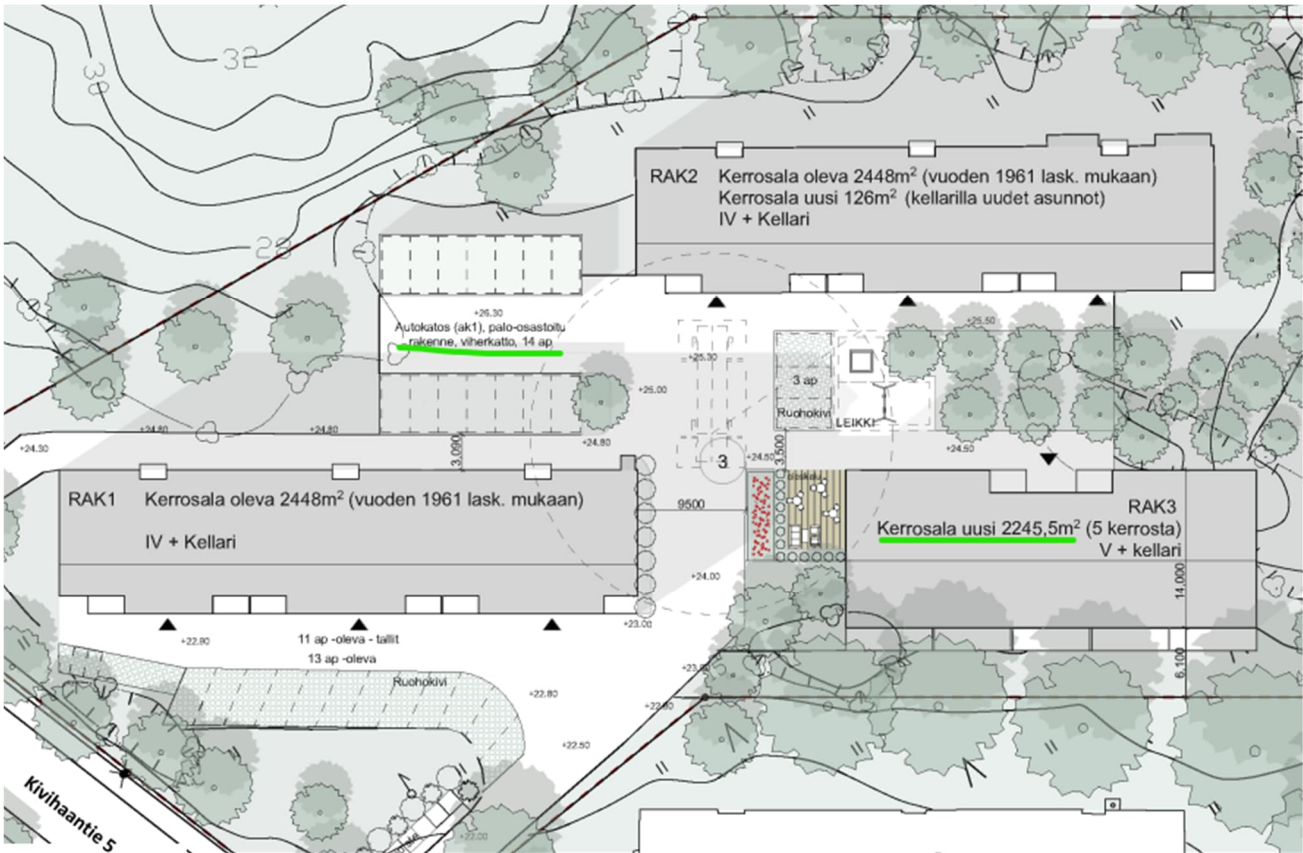 32
30
28
RAK2 Kerrosala oleva 2448m² (vuoden 1961 lask. mukaan)
Kerrosala uusi 126m² (kellarilla uudet asunnot)
IV + Kellari
+26.30
Autokatos (ak1), palo-osastoitu
rakenne, viherkatto, 14 ap
+25.50
+25.30
3 ap
+25.00
Ruohokivi
LEIKKI
+24.80
+24.80
+24.80
+24.30
3.000
3
+24.50
3.500
+24.50
RAK1 Kerrosala oleva 2448m² (vuoden 1961 lask. mukaan)
IV + Kellari
9500
RAK3
Kerrosala uusi 2245,5m² (5 kerrosta)
V + kellari
14.000
+24.00
+23.00
+22.90
11 ap -oleva - tallit
13 ap -oleva
Ruohokivi
6.100
+22.80
+22.50
+22.00
Kivihaantie 5